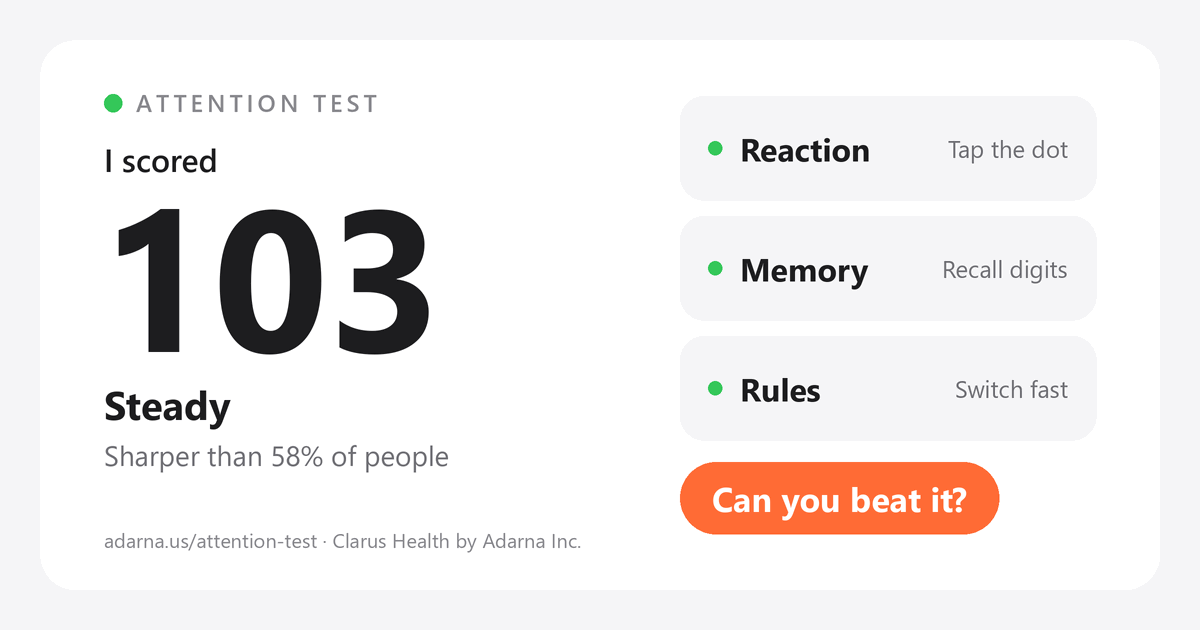 ATTENTION TEST
I scored
103
Steady
Sharper than 58% of people
adarna.us/attention-test · Clarus Health by Adarna Inc.
Reaction Tap the dot
Memory Recall digits
Rules Switch fast
Can you beat it?